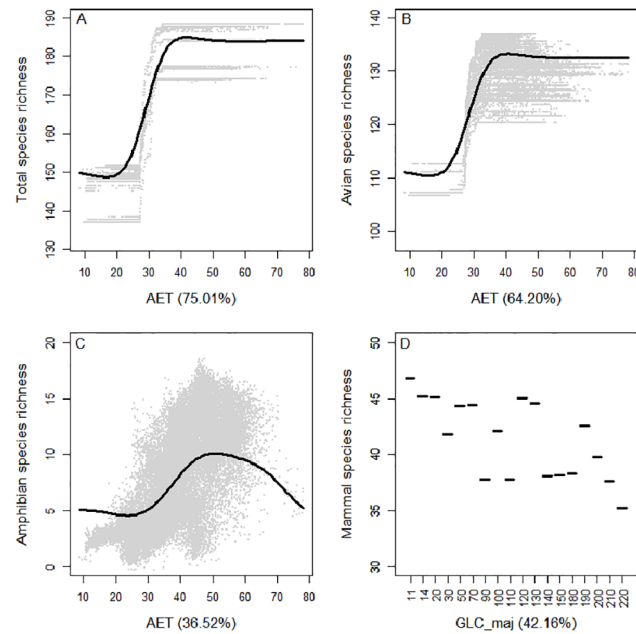 A
Total species richness
190
180
170
160
150
140
130
10 20 30 40 50 60 70 80
AET (75.01%)
B
Avian species richness
140
130
120
110
100
10 20 30 40 50 60 70 80
AET (64.20%)
C
Amphibian species richness
20
15
10
5
0
10 20 30 40 50 60 70 80
AET (36.52%)
D
Mammal species richness
50
45
40
35
30
11 14 20 30 50 70 90 100 110 120 130 140 150 180 190 200 210 220
GLC_maj (42.16%)